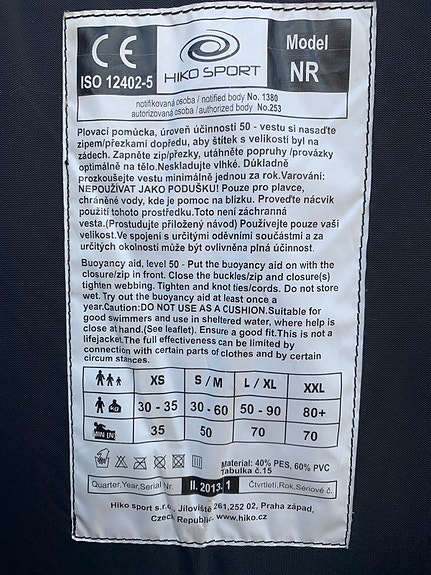 CE
ISO 12402-5
HIKO SPORT
Model
NR
notifikovaná osoba / notified body No. 1380
autorizovaná osoba / authorized body No.253
Plovací pomůcka, úroveň účinnosti 50 - vestu si nasaďte
zipem/přezkami dopředu, aby štítek s velikostí byl na
zádech. Zapněte zip/přezky, utáhněte popruhy /provázky
optimálně na tělo.Neskladujte vlhké. Důkladně
prozkoušejte vestu minimálně jednou za rok.Varování:
NEPOUŽÍVAT JAKO PODUŠKU! Pouze pro plavce,
chráněné vody, kde je pomoc na blízku. Proveďte nácvik
použití tohoto prostředku.Toto není záchranná
vesta.(Prostudujte přiložený návod) Používejte pouze vaši
velikost.Ve spojení s určitými oděvními součástmi a za
určitých okolností může být ovlivněna plná účinnost.
Buoyancy aid, level 50 - Put the buoyancy aid on with the
closure/zip in front. Close the buckles/zip and closure(s)
tighten webbing. Tighten and knot ties/cords. Do not store
wet. Try out the buoyancy aid at least once a
year.Caution:DO NOT USE AS A CUSHION.Suitable for
good swimmers and use in sheltered water, where help is
close at hand.(See leaflet). Ensure a good fit.This is not a
lifejacket.The full effectiveness can be limited by
connection with certain parts of clothes and by certain
circum stances.
XS S / M L / XL XXL
KG 30 - 35 30 - 60 50 - 90 80+
MIN (N) 35 50 70 70
Material: 40% PES, 60% PVC
Tabulka č.15
Quarter,Year,Serial Nr. II. 2013 1 Čtvrtletí,Rok.Sériové č.
Hiko sport s.r.o., Jíloviště 261,252 02, Praha západ,
Czech Republic. www.hiko.cz